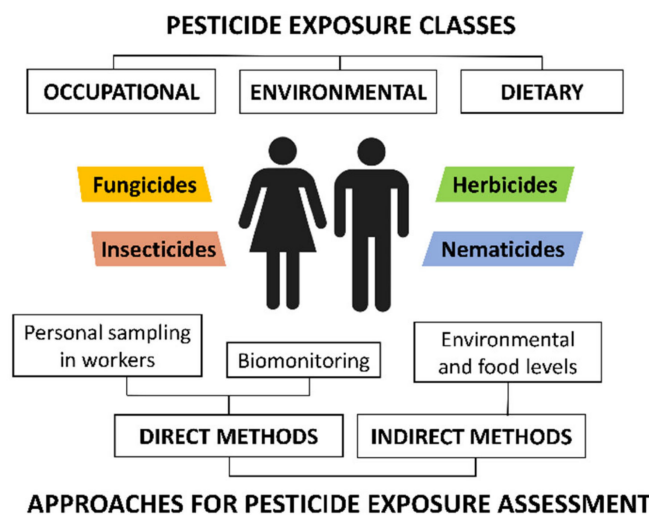 PESTICIDE EXPOSURE CLASSES
OCCUPATIONAL
ENVIRONMENTAL
DIETARY
Fungicides
Herbicides
Insecticides
Nematicides
Personal sampling
in workers
Biomonitoring
Environmental
and food levels
DIRECT METHODS
INDIRECT METHODS
APPROACHES FOR PESTICIDE EXPOSURE ASSESSMENT